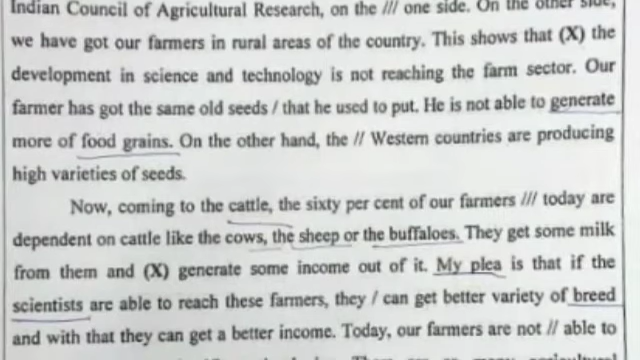 Indian Council of Agricultural Research, on the /// one side. On the other side,
we have got our farmers in rural areas of the country. This shows that (X) the
development in science and technology is not reaching the farm sector. Our
farmer has got the same old seeds / that he used to put. He is not able to generate
more of food grains. On the other hand, the // Western countries are producing
high varieties of seeds.
Now, coming to the cattle, the sixty per cent of our farmers /// today are
dependent on cattle like the cows, the sheep or the buffaloes. They get some milk
from them and (X) generate some income out of it. My plea is that if the
scientists are able to reach these farmers, they / can get better variety of breed
and with that they can get a better income. Today, our farmers are not // able to